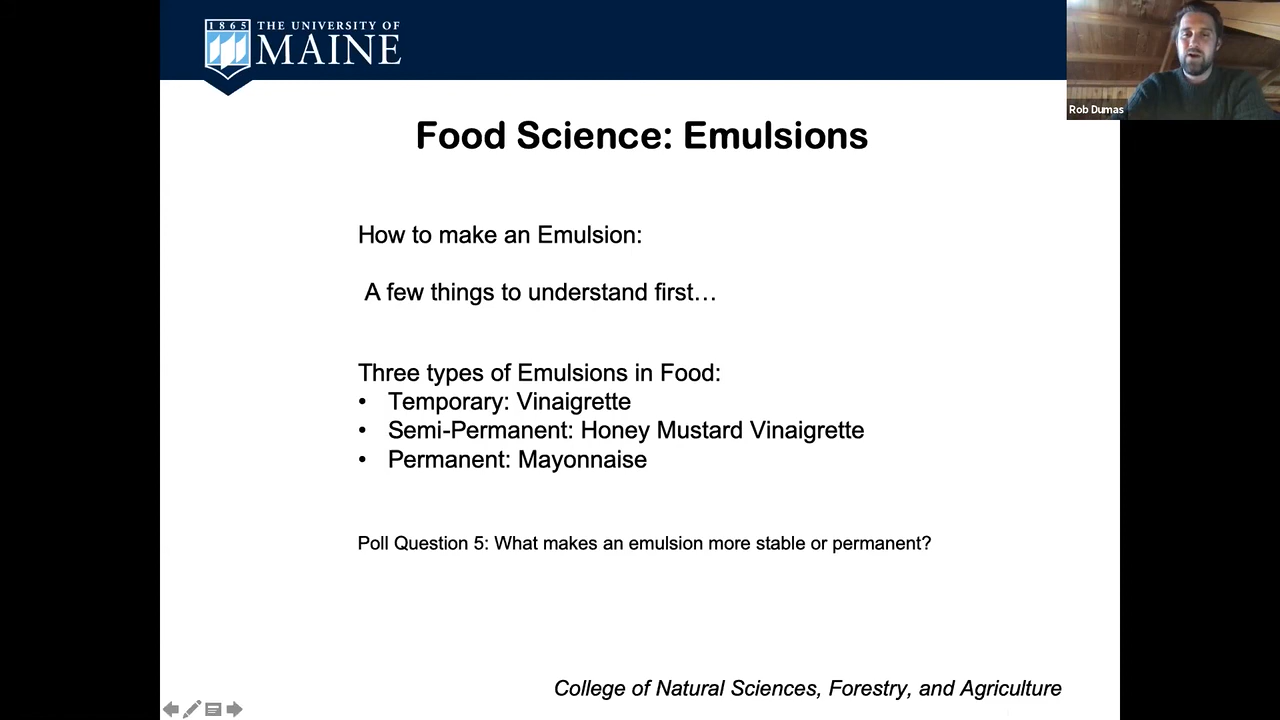 1865
THE UNIVERSITY OF
MAINE
Rob Dumas
Food Science: Emulsions
How to make an Emulsion:
A few things to understand first…
Three types of Emulsions in Food:
• Temporary: Vinaigrette
• Semi-Permanent: Honey Mustard Vinaigrette
• Permanent: Mayonnaise
Poll Question 5: What makes an emulsion more stable or permanent?
College of Natural Sciences, Forestry, and Agriculture